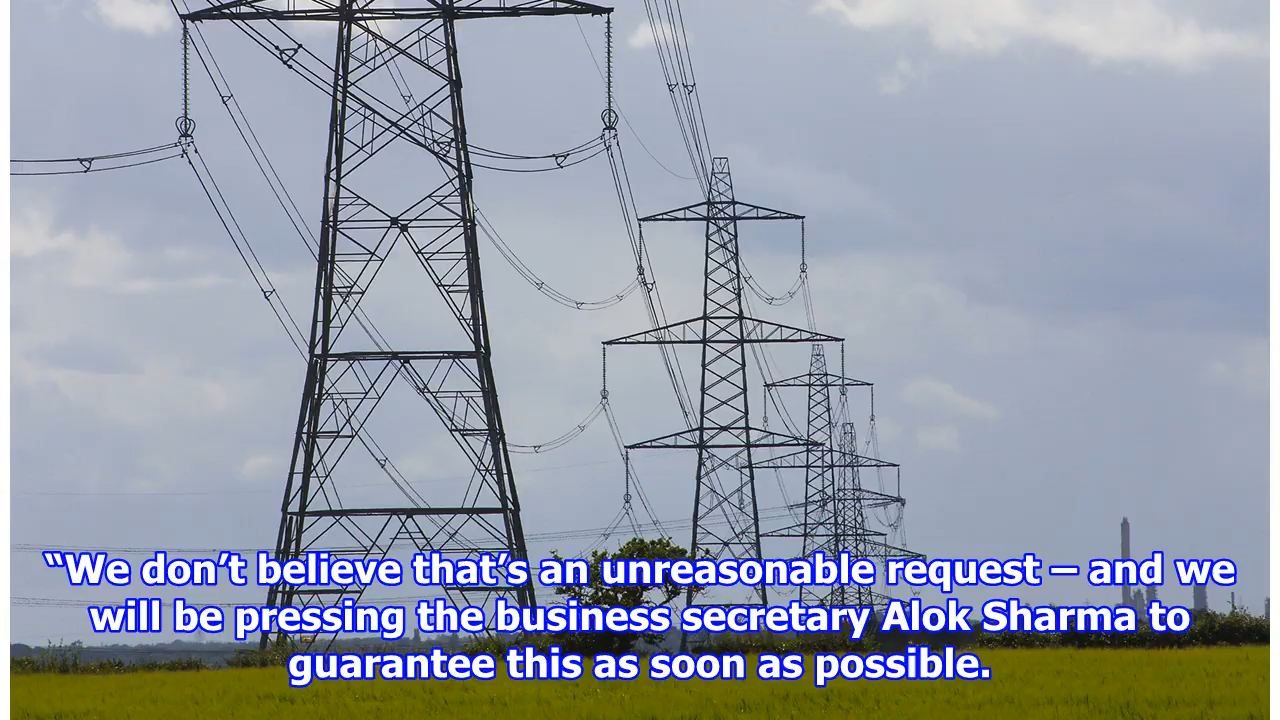 “We don’t believe that’s an unreasonable request – and we
will be pressing the business secretary Alok Sharma to
guarantee this as soon as possible.